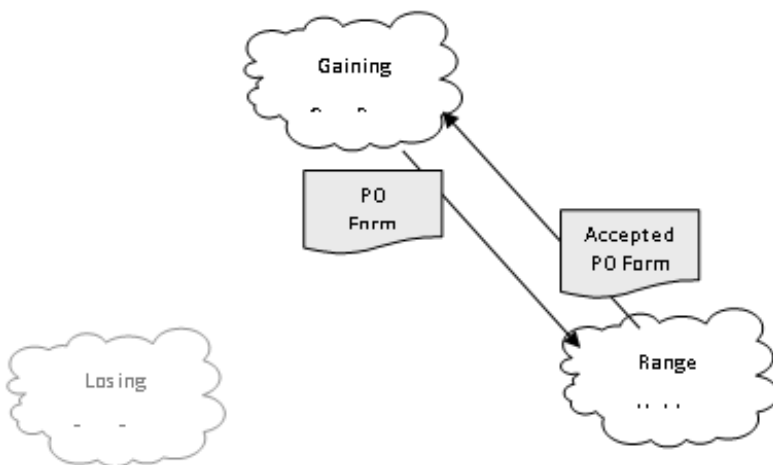 Gaining
PO
Form
Accepted
PO Form
Losing
Range